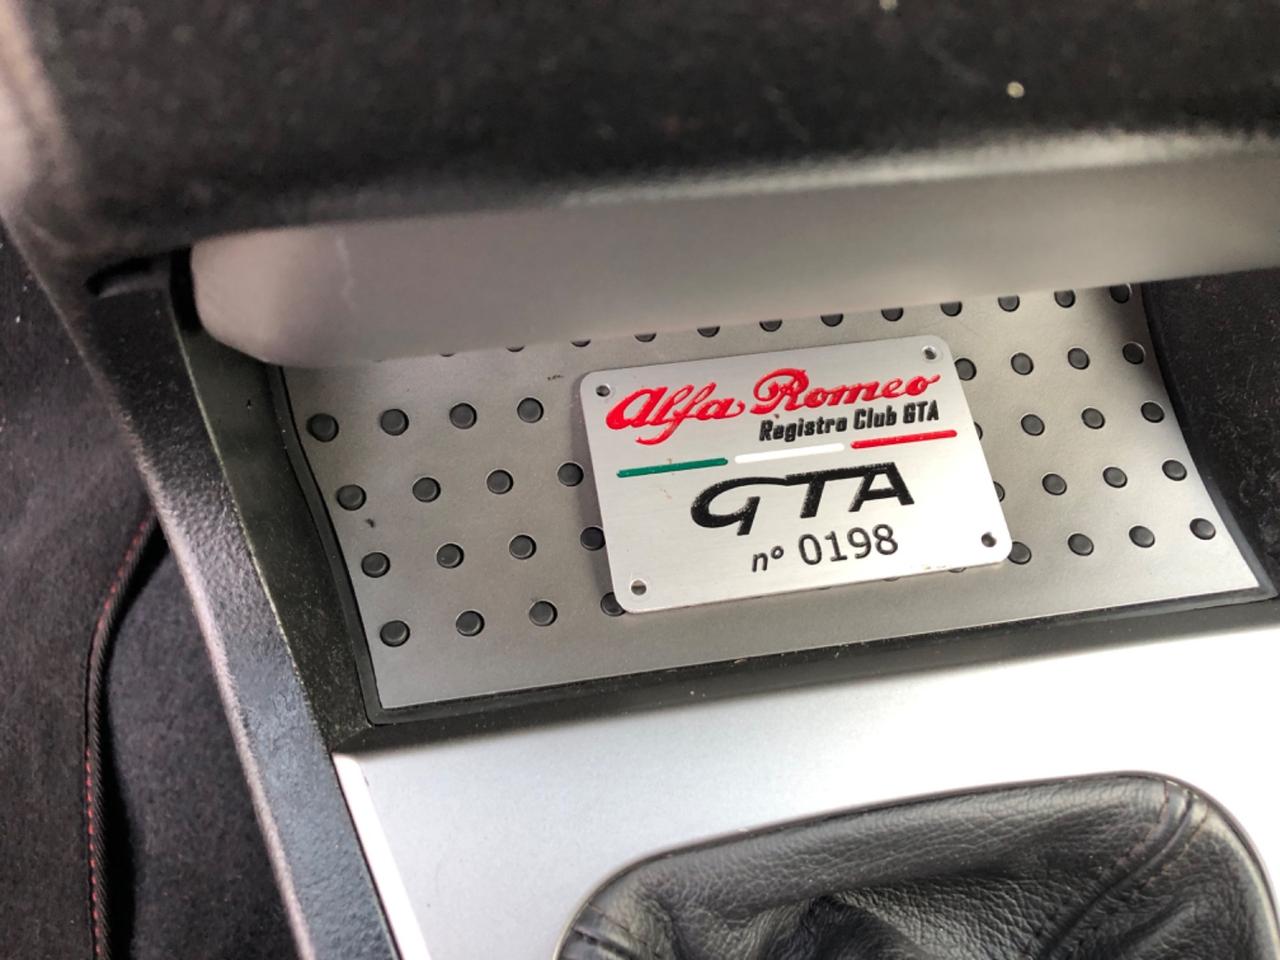 Alfa Romeo
Registro Club GTA
GTA
n° 0198